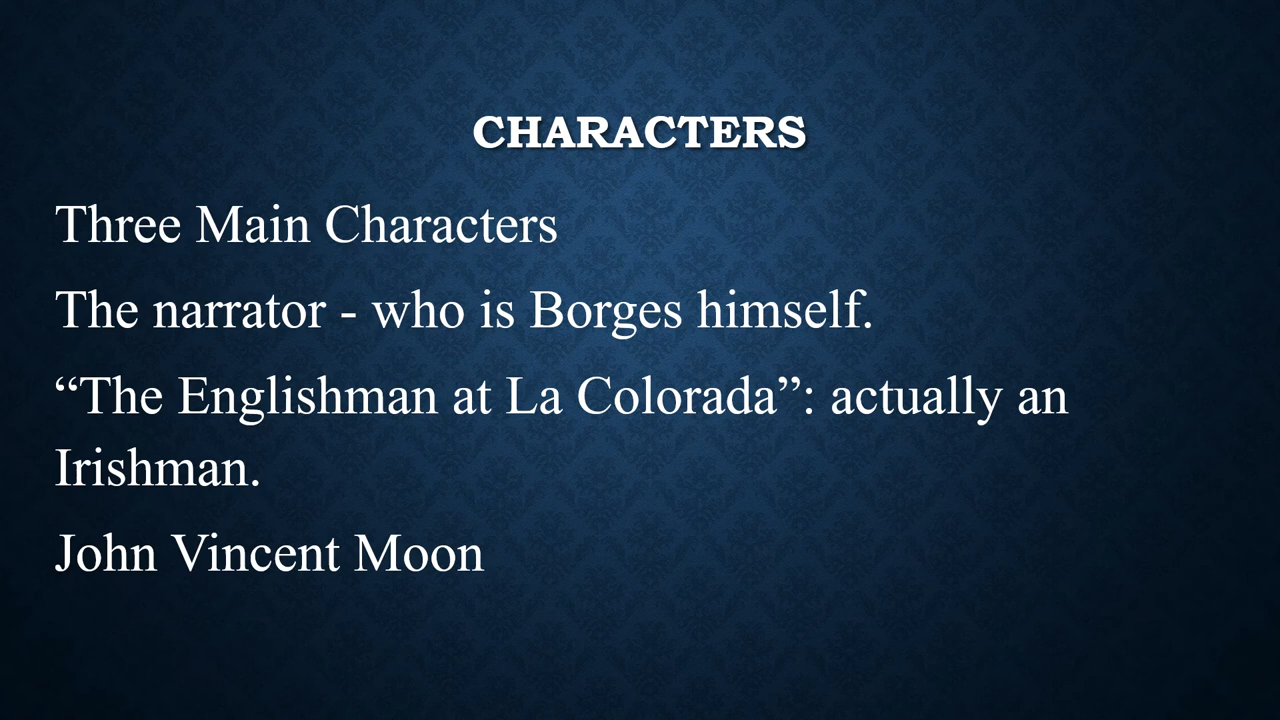 CHARACTERS
Three Main Characters
The narrator - who is Borges himself.
“The Englishman at La Colorada”: actually an
Irishman.
John Vincent Moon